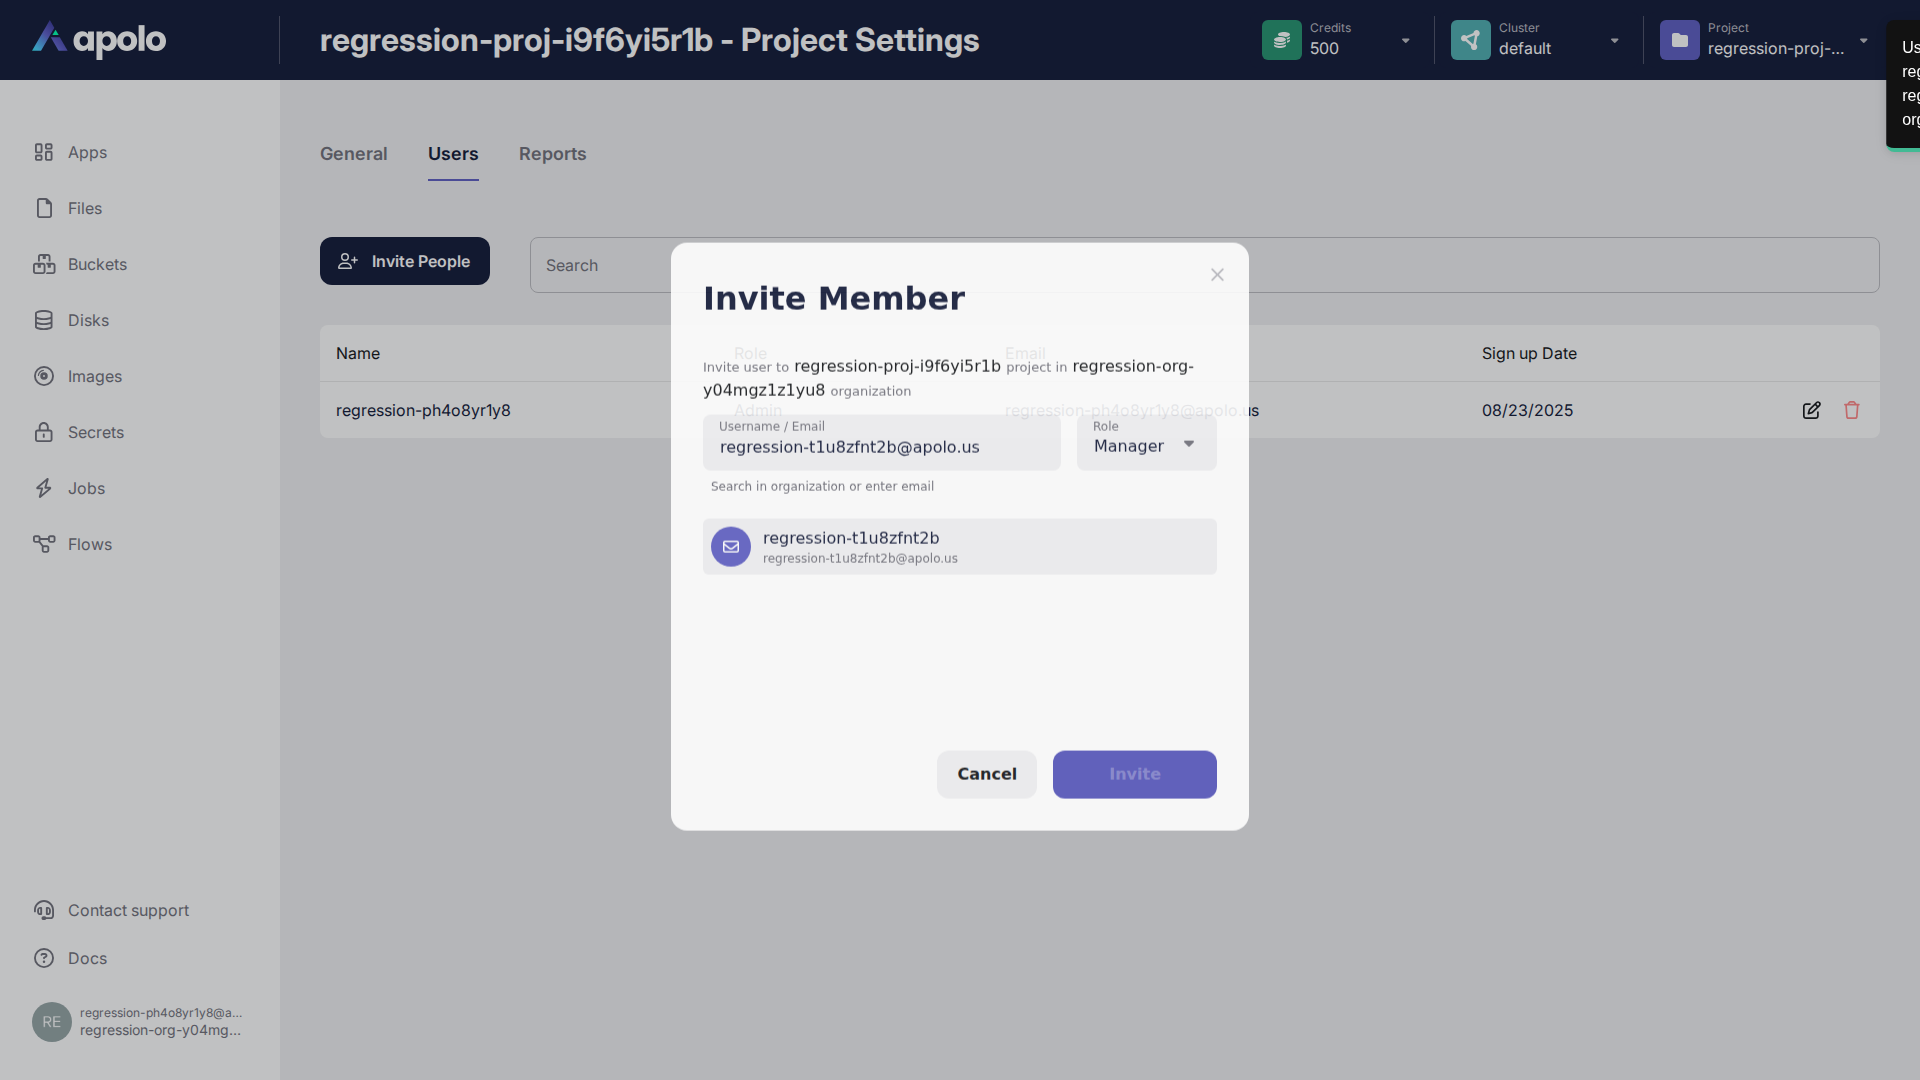 apolo
regression-proj-i9f6yi5r1b - Project Settings
Credits
500
Cluster
default
Project
regression-proj-...
Apps
Files
Buckets
Disks
Images
Secrets
Jobs
Flows
Contact support
Docs
RE
regression-ph4o8yr1y8@a...
regression-org-y04mg...
General
Users
Reports
Invite People
Search
Name
Role
Email
Sign up Date
regression-ph4o8yr1y8
Admin
regression-ph4o8yr1y8@apolo.us
08/23/2025
Invite Member
Invite user to regression-proj-i9f6yi5r1b project in regression-org-
y04mgz1z1yu8 organization
Username / Email
regression-t1u8zfnt2b@apolo.us
Role
Manager
Search in organization or enter email
regression-t1u8zfnt2b
regression-t1u8zfnt2b@apolo.us
Cancel
Invite